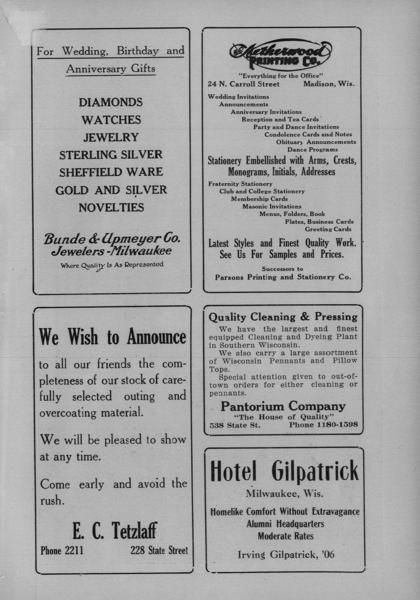 For Wedding, Birthday and
Anniversary Gifts
DIAMONDS
WATCHES
JEWELRY
STERLING SILVER
SHEFFIELD WARE
GOLD AND SILVER
NOVELTIES
Bunde & Upmeyer Co.
Jewelers-Milwaukee
Where Quality Is As Represented
Netherwood
PRINTING CO.
"Everything for the Office"
24 N. Carroll Street Madison, Wis.
Wedding Invitations
Announcements
Anniversary Invitations
Reception and Tea Cards
Party and Dance Invitations
Condolence Cards and Notes
Obituary Announcements
Dance Programs
Stationery Embellished with Arms, Crests,
Monograms, Initials, Addresses
Fraternity Stationery
Club and College Stationery
Membership Cards
Masonic Invitations
Menus, Folders, Book
Plates, Business Cards
Greeting Cards
Latest Styles and Finest Quality Work.
See Us For Samples and Prices.
Successors to
Parsons Printing and Stationery Co.
We Wish to Announce
to all our friends the com-
pleteness of our stock of care-
fully selected outing and
overcoating material.
We will be pleased to show
at any time.
Come early and avoid the
rush.
E. C. Tetzlaff
Phone 2211 228 State Street
Quality Cleaning & Pressing
We have the largest and finest
equipped Cleaning and Dyeing Plant
in Southern Wisconsin.
We also carry a large assortment
of Wisconsin Pennants and Pillow
Tops.
Special attention given to out-of-
town orders for either cleaning or
pennants.
Pantorium Company
"The House of Quality"
538 State St. Phone 1180-1598
Hotel Gilpatrick
Milwaukee, Wis.
Homelike Comfort Without Extravagance
Alumni Headquarters
Moderate Rates
Irving Gilpatrick, '06